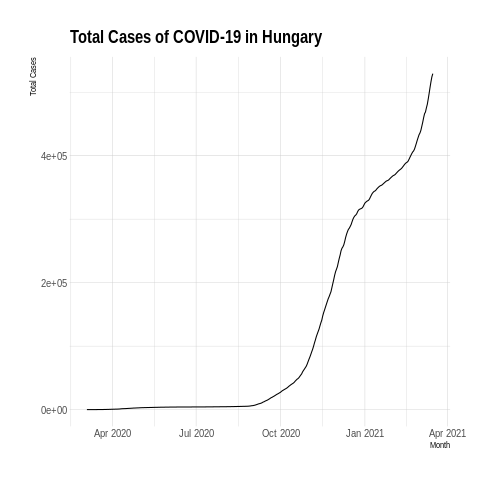 Total Cases of COVID-19 in Hungary
Total Cases
4e+05
2e+05
0e+00
Apr 2020 Jul 2020 Oct 2020 Jan 2021 Apr 2021
Month